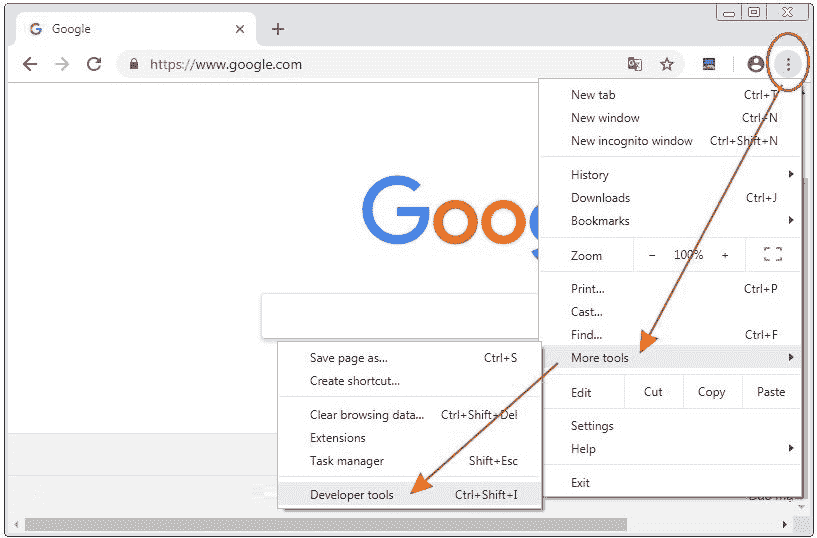 Google
https://www.google.com
Goo
New tab Ctrl+T
New window Ctrl+N
New incognito window Ctrl+Shift+N
History
Downloads Ctrl+J
Bookmarks
Zoom − 100% +
Print... Ctrl+P
Cast...
Find... Ctrl+F
More tools
Edit Cut Copy Paste
Settings
Help
Exit
Save page as... Ctrl+S
Create shortcut...
Clear browsing data... Ctrl+Shift+Del
Extensions
Task manager Shift+Esc
Developer tools Ctrl+Shift+I